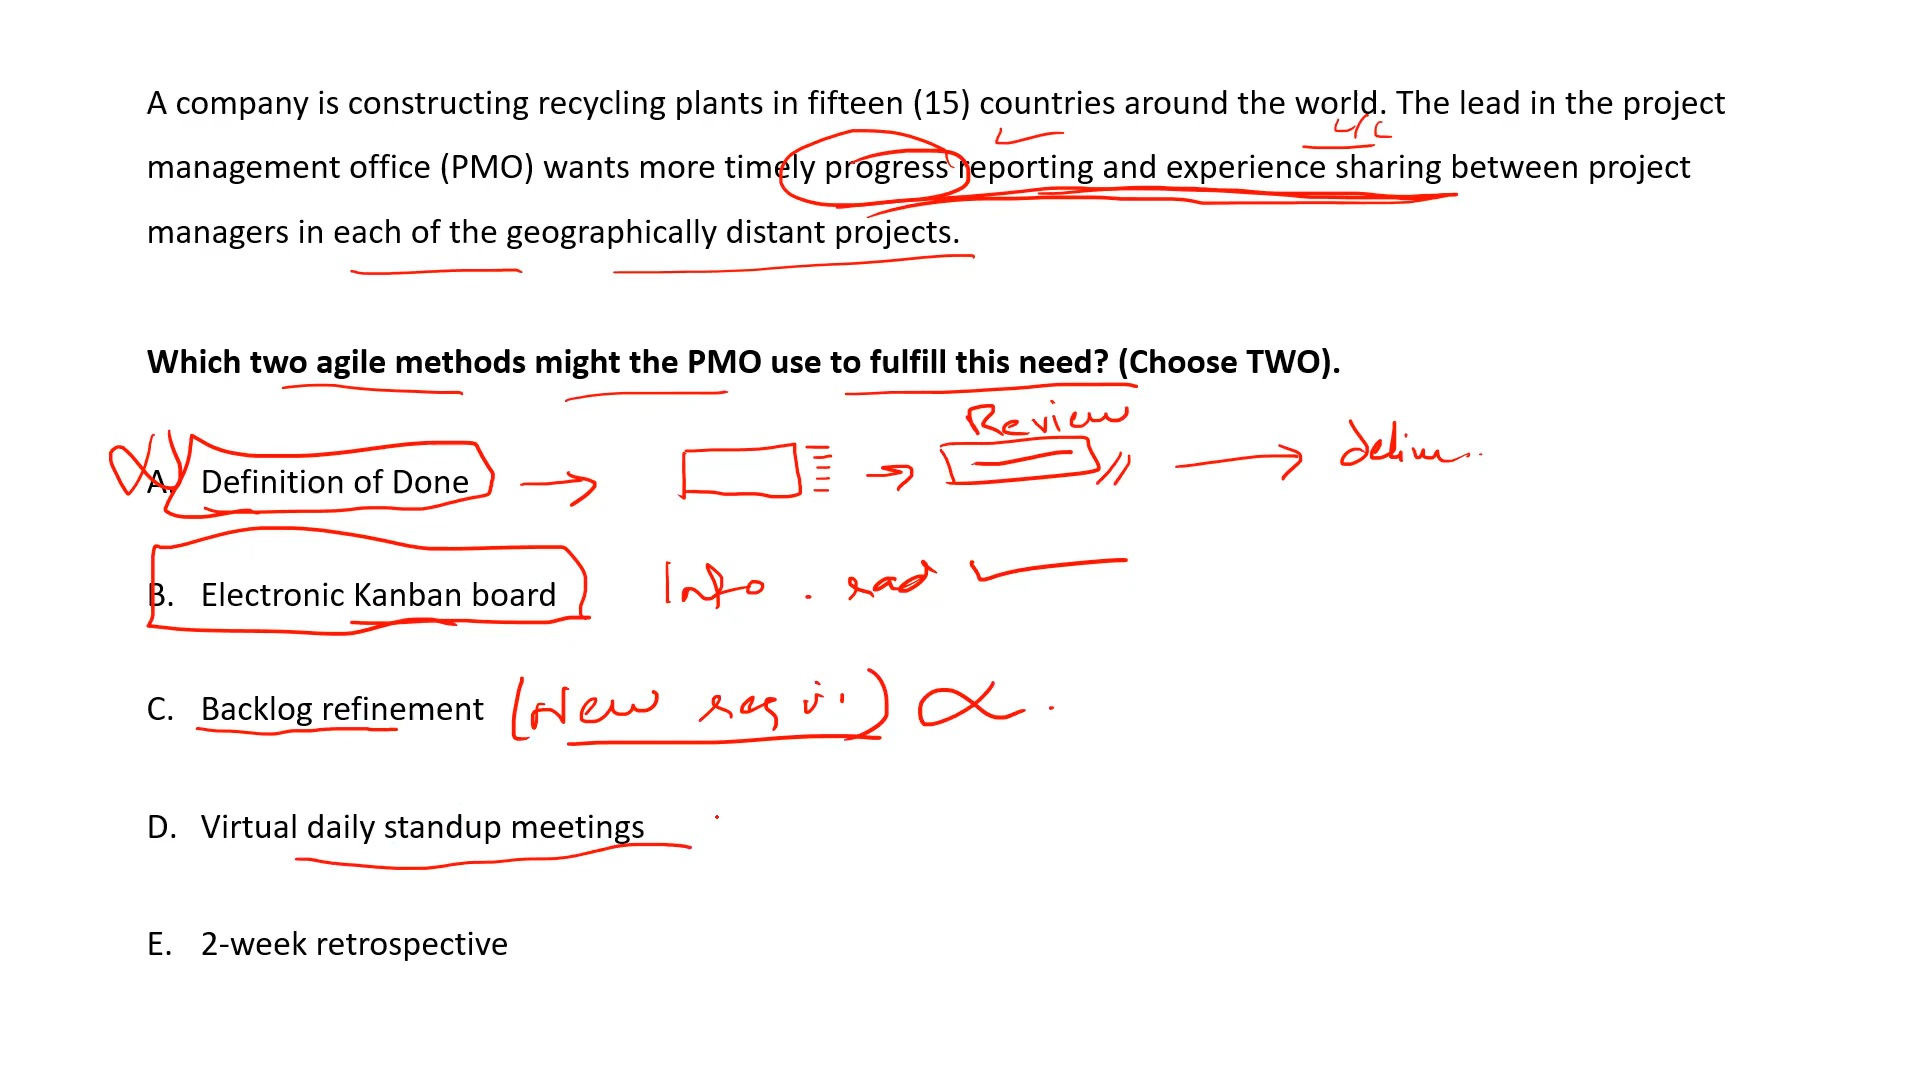 A company is constructing recycling plants in fifteen (15) countries around the world. The lead in the project
L/L
management office (PMO) wants more timely progress reporting and experience sharing between project
managers in each of the geographically distant projects.
Which two agile methods might the PMO use to fulfill this need? (Choose TWO).
Review
A. Definition of Done
B. Electronic Kanban board Info. rad
C. Backlog refinement (New requi.)
D. Virtual daily standup meetings
E. 2-week retrospective